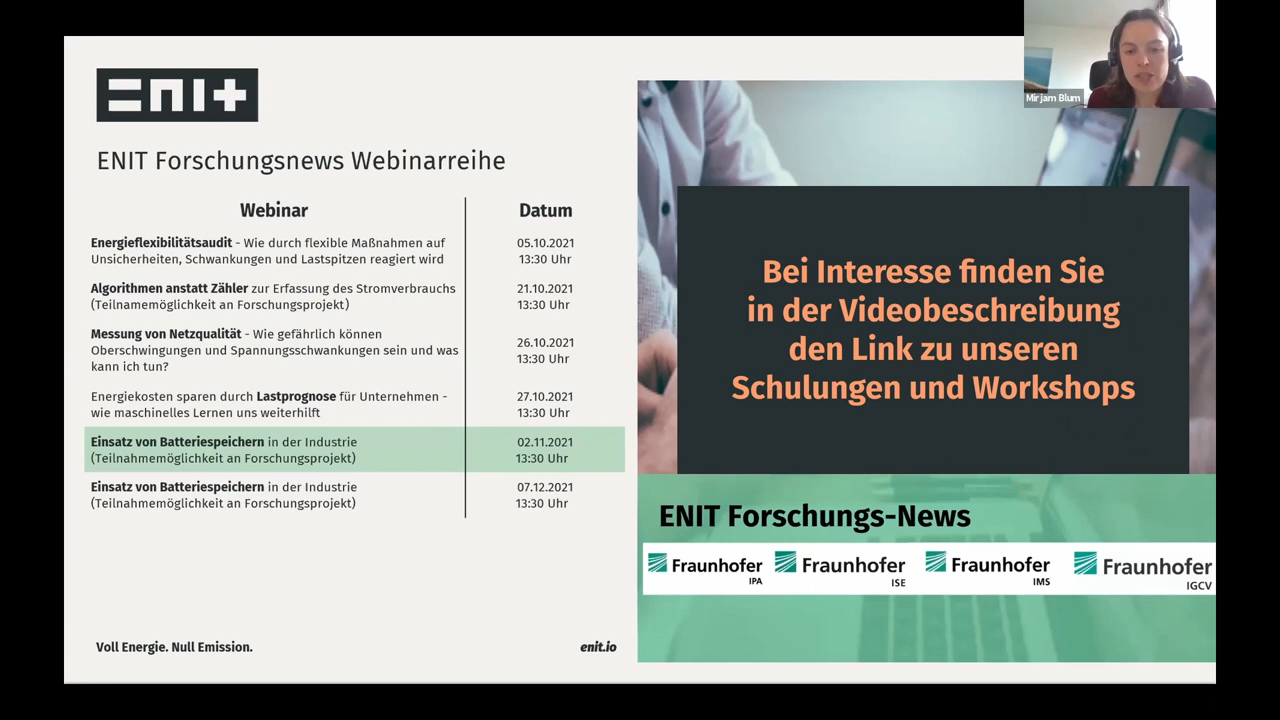 ENIT
ENIT Forschungsnews Webinarreihe
Webinar
Datum
Energieflexibilitätsaudit - Wie durch flexible Maßnahmen auf
Unsicherheiten, Schwankungen und Lastspitzen reagiert wird
05.10.2021
13:30 Uhr
Algorithmen anstatt Zähler zur Erfassung des Stromverbrauchs
(Teilnamemöglichkeit an Forschungsprojekt)
21.10.2021
13:30 Uhr
Messung von Netzqualität - Wie gefährlich können
Oberschwingungen und Spannungsschwankungen sein und was
kann ich tun?
26.10.2021
13:30 Uhr
Energiekosten sparen durch Lastprognose für Unternehmen -
wie maschinelles Lernen uns weiterhilft
27.10.2021
13:30 Uhr
Einsatz von Batteriespeichern in der Industrie
(Teilnahmemöglichkeit an Forschungsprojekt)
02.11.2021
13:30 Uhr
Einsatz von Batteriespeichern in der Industrie
(Teilnahmemöglichkeit an Forschungsprojekt)
07.12.2021
13:30 Uhr
Voll Energie. Null Emission.
enit.io
Mirjam Blum
Bei Interesse finden Sie
in der Videobeschreibung
den Link zu unseren
Schulungen und Workshops
ENIT Forschungs-News
Fraunhofer
IPA
Fraunhofer
ISE
Fraunhofer
IMS
Fraunhofer
IGCV